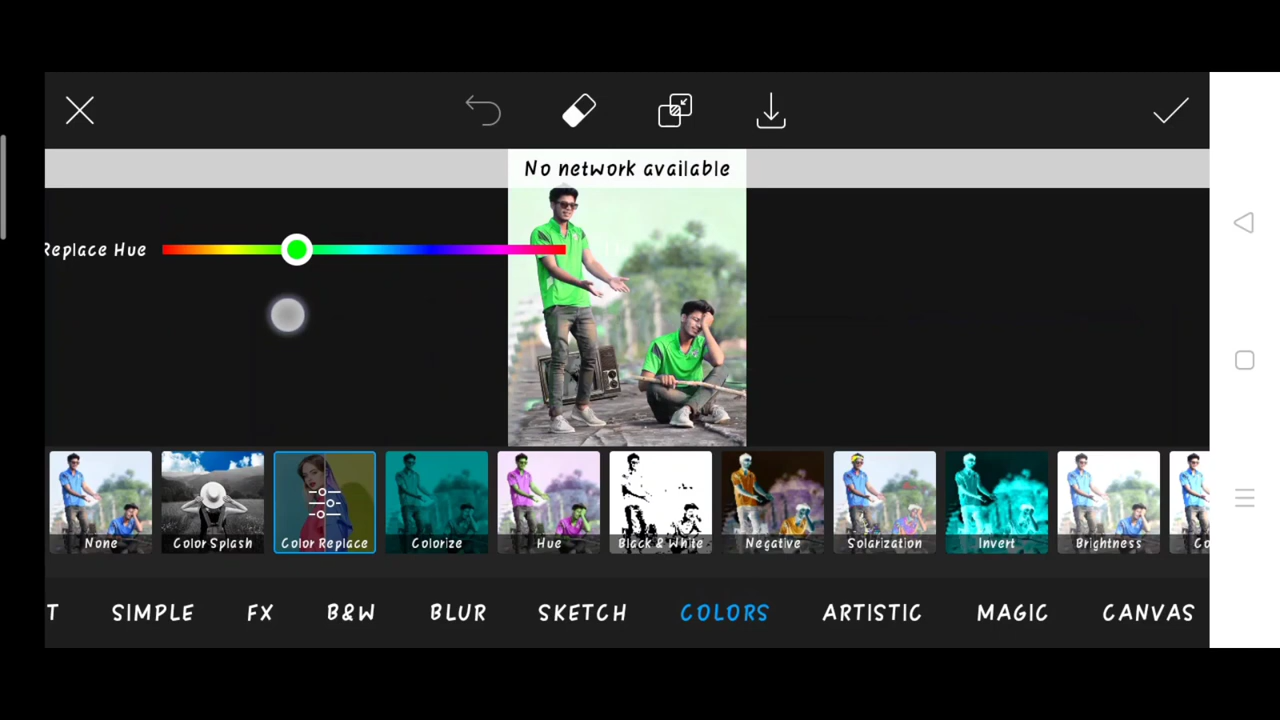 No network available
Replace Hue
None
Color Splash
Color Replace
Colorize
Hue
Black & White
Negative
Solarization
Invert
Brightness
Co
T
SIMPLE
FX
B&W
BLUR
SKETCH
COLORS
ARTISTIC
MAGIC
CANVAS